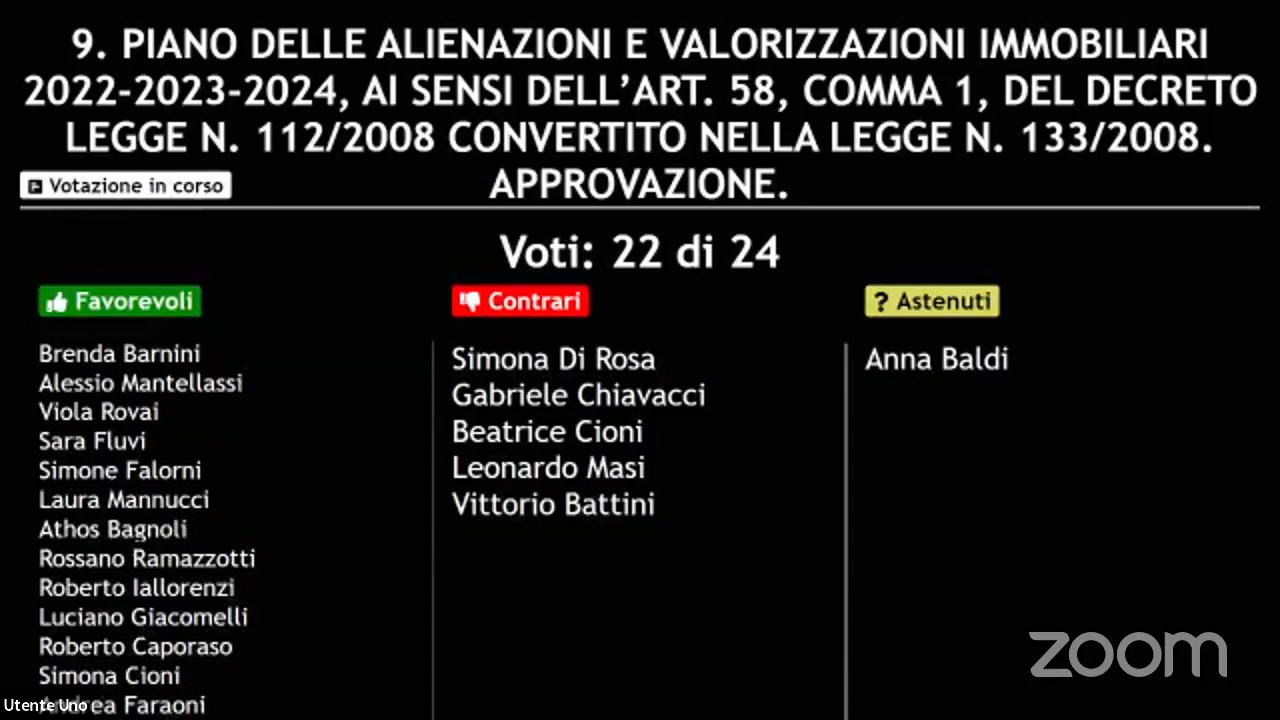 9. PIANO DELLE ALIENAZIONI E VALORIZZAZIONI IMMOBILIARI
2022-2023-2024, AI SENSI DELL’ART. 58, COMMA 1, DEL DECRETO
LEGGE N. 112/2008 CONVERTITO NELLA LEGGE N. 133/2008.
APPROVAZIONE.
Votazione in corso
Voti: 22 di 24
Favorevoli
Brenda Barnini
Alessio Mantellassi
Viola Rovai
Sara Fluvi
Simone Falorni
Laura Mannucci
Athos Bagnoli
Rossano Ramazzotti
Roberto Iallorenzi
Luciano Giacomelli
Roberto Caporaso
Simona Cioni
Andrea Faraoni
Contrari
Simona Di Rosa
Gabriele Chiavacci
Beatrice Cioni
Leonardo Masi
Vittorio Battini
? Astenuti
Anna Baldi
Utente Uno
zoom